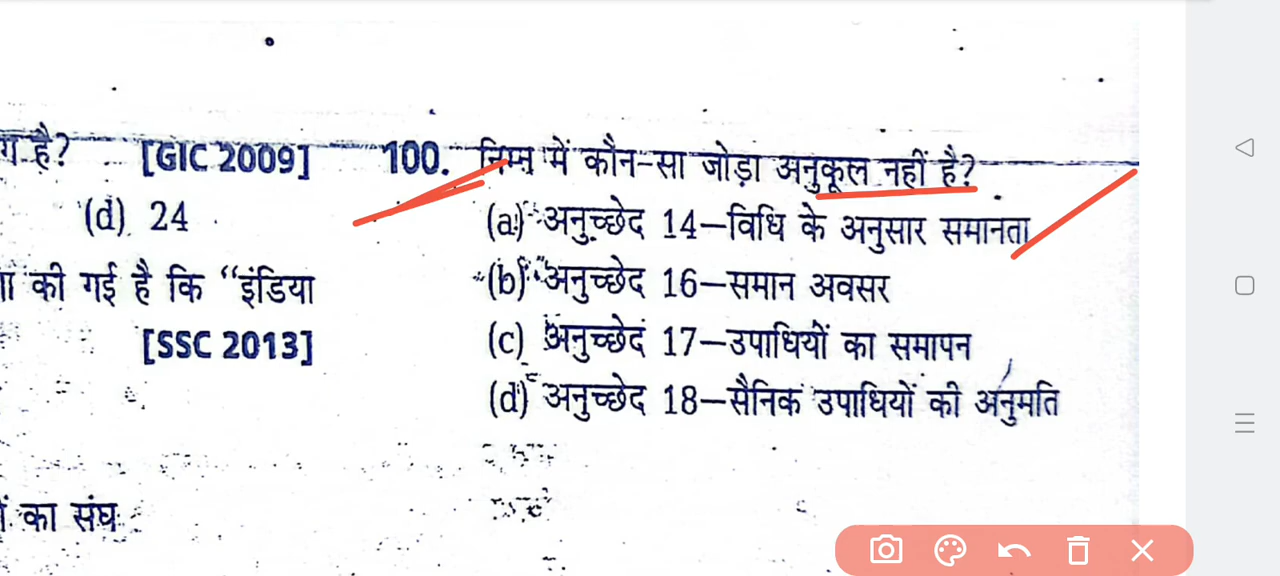 ग है? [GIC 2009]
(d) 24
की गई है कि “इंडिया
[SSC 2013]
का संघ
100. निम्न में कौन-सा जोड़ा अनुकूल नहीं है?
(a) अनुच्छेद 14–विधि के अनुसार समानता
(b) अनुच्छेद 16–समान अवसर
(c) अनुच्छेद 17–उपाधियों का समापन
(d) अनुच्छेद 18–सैनिक उपाधियों की अनुमति